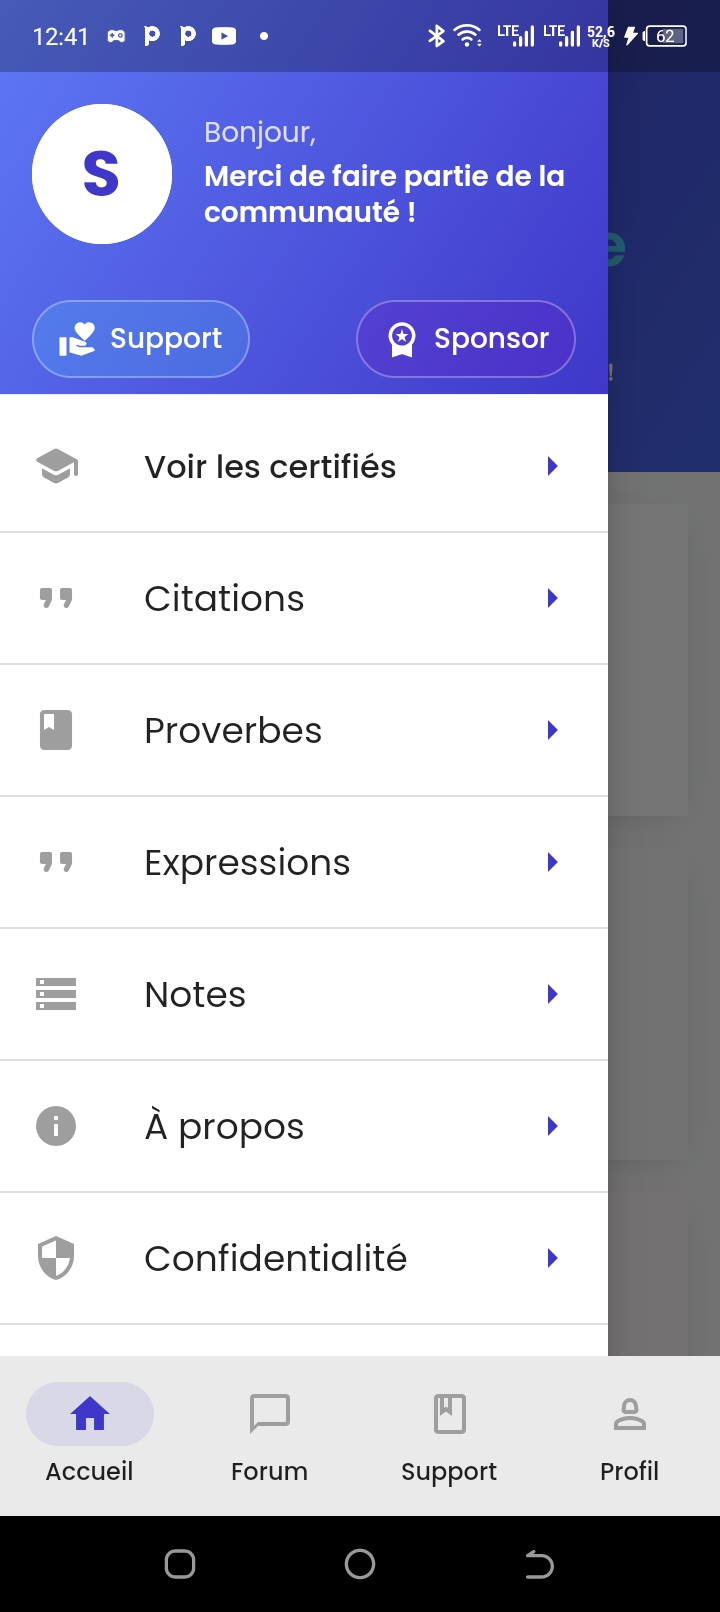 12:41
LTE LTE 52,6 K/S 62
S
Bonjour,
Merci de faire partie de la
communauté !
e
Support
Sponsor
!
Voir les certifiés
Citations
Proverbes
Expressions
Notes
À propos
Confidentialité
Accueil
Forum
Support
Profil